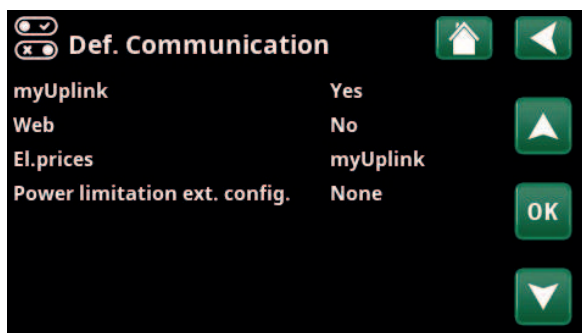 Def. Communication
myUplink Yes
Web No
El.prices myUplink
Power limitation ext. config. None
OK